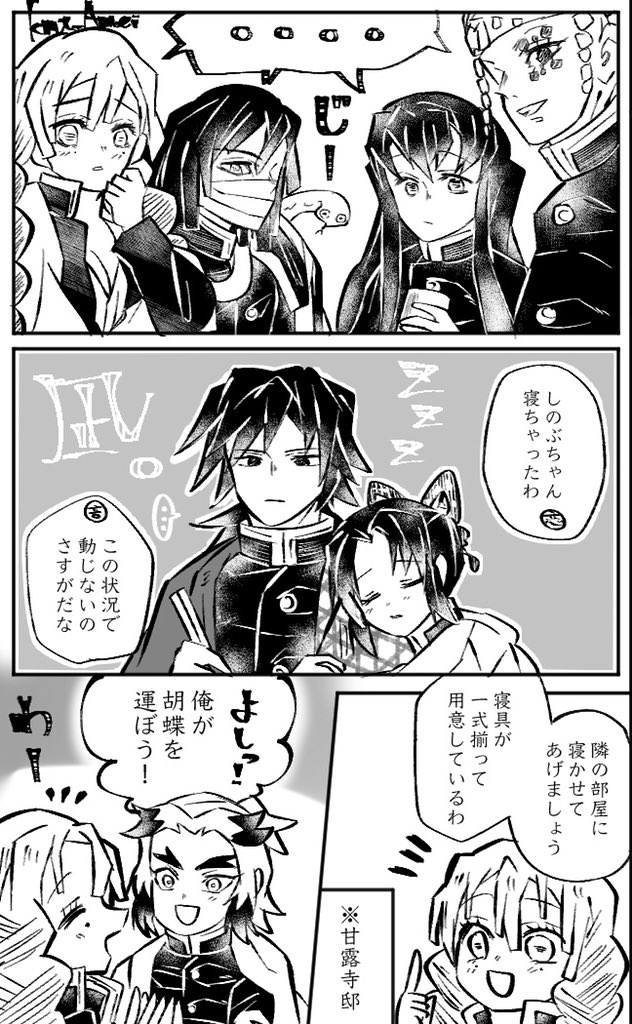 ・・・・
じー
しのぶちゃん
寝ちゃったわ
Zzz
凪。
…
この状況で
動じないの
さすがだな
隣の部屋に
寝かせて
あげましょう
寝具が
一式揃って
用意しているわ
※甘露寺邸
よしっ!
俺が
胡蝶を
運ぼう!
わー